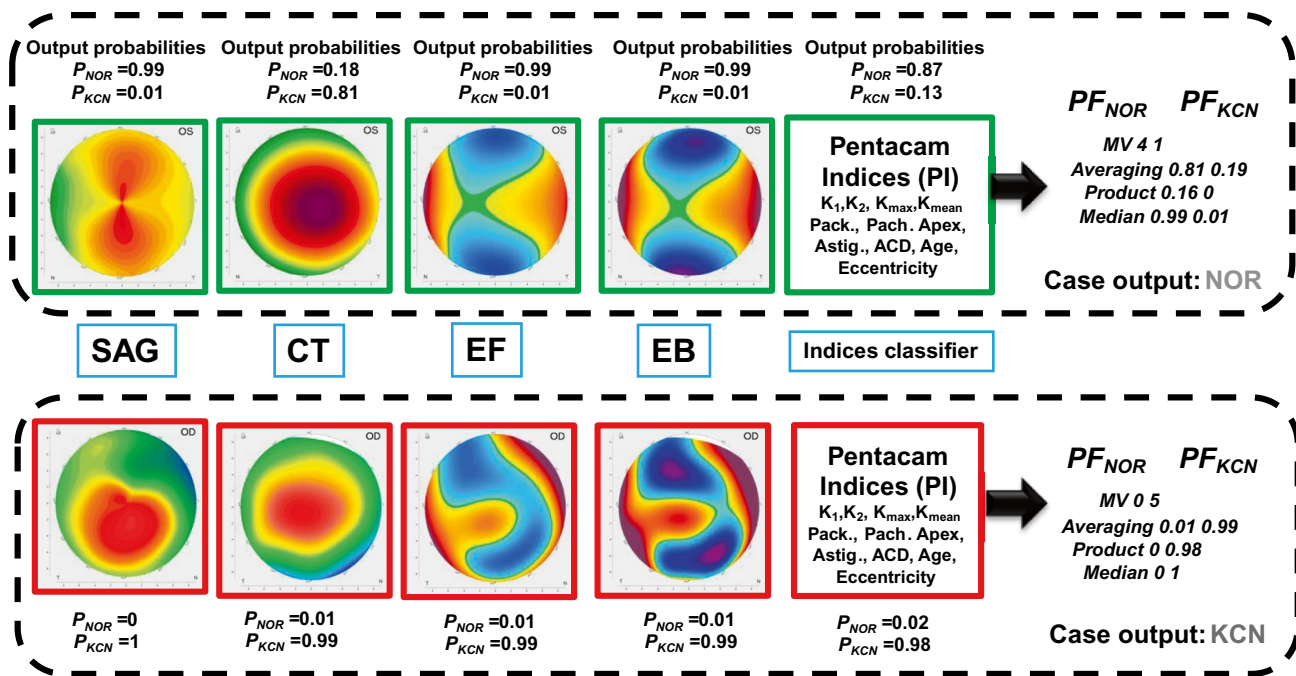 Output probabilities
P_NOR =0.99
P_KCN =0.01
Output probabilities
P_NOR =0.18
P_KCN =0.81
Output probabilities
P_NOR =0.99
P_KCN =0.01
Output probabilities
P_NOR =0.99
P_KCN =0.01
Output probabilities
P_NOR =0.87
P_KCN =0.13
OS
N
T
OS
OS
OS
T
Pentacam
Indices (PI)
K1,K2, Kmax,Kmean
Pack., Pach. Apex,
Astig., ACD, Age,
Eccentricity
PF_NOR PF_KCN
MV 4 1
Averaging 0.81 0.19
Product 0.16 0
Median 0.99 0.01
Case output: NOR
SAG
CT
EF
EB
Indices classifier
OD
T
N
OD
OD
OD
N
Pentacam
Indices (PI)
K1,K2, Kmax,Kmean
Pack., Pach. Apex,
Astig., ACD, Age,
Eccentricity
PF_NOR PF_KCN
MV 0 5
Averaging 0.01 0.99
Product 0 0.98
Median 0 1
Case output: KCN
P_NOR =0
P_KCN =1
P_NOR =0.01
P_KCN =0.99
P_NOR =0.01
P_KCN =0.99
P_NOR =0.01
P_KCN =0.99
P_NOR =0.02
P_KCN =0.98